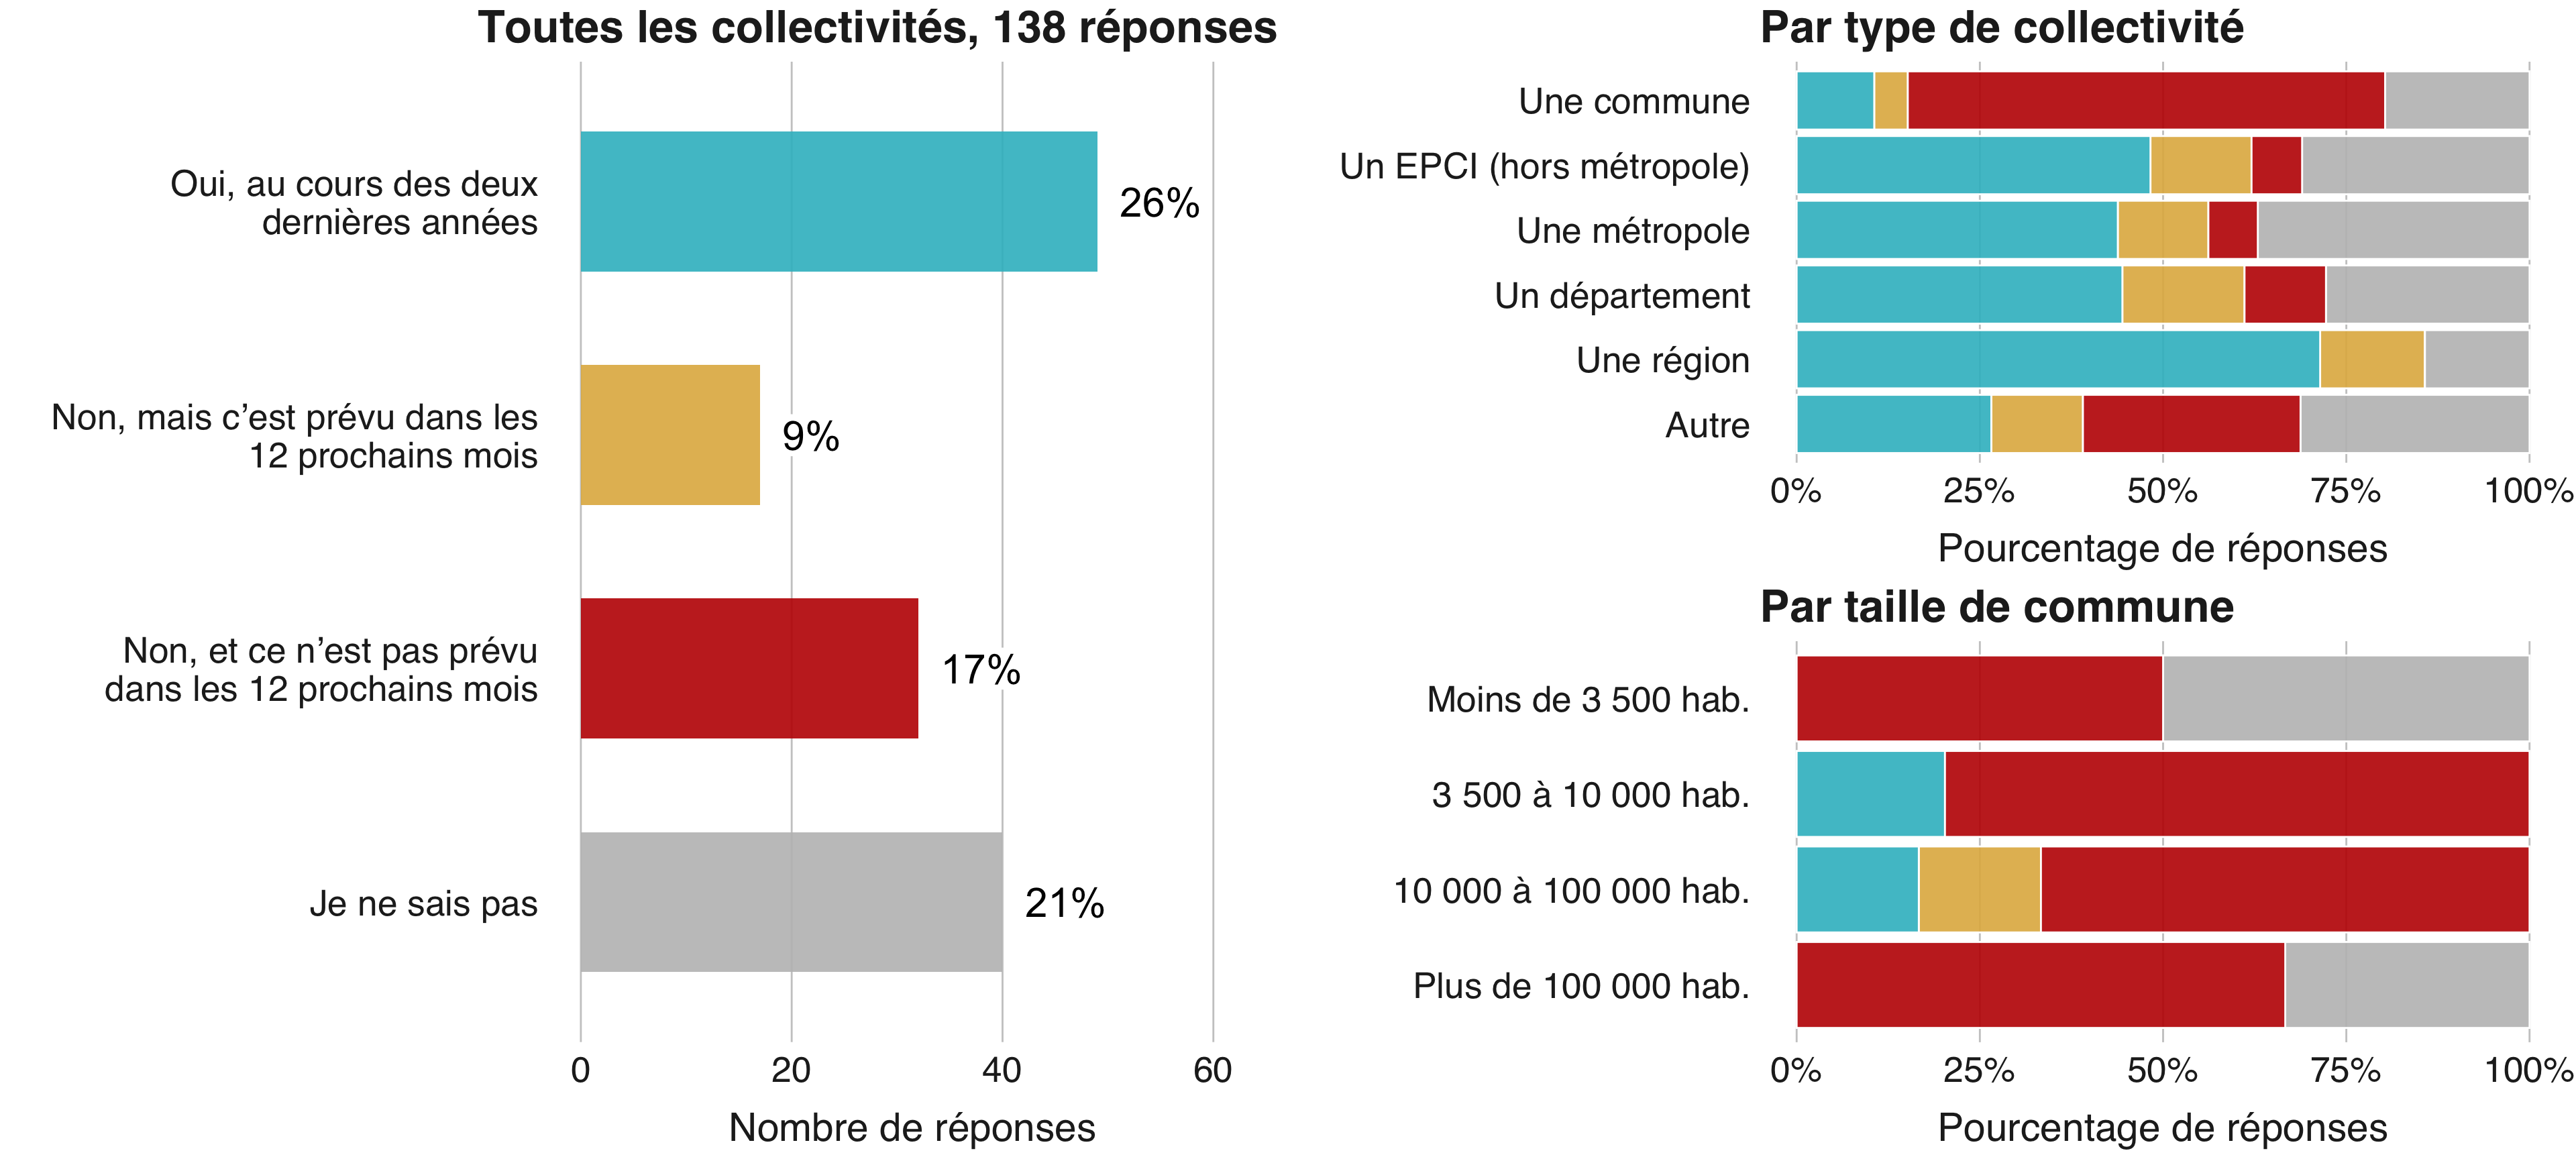 Toutes les collectivités, 138 réponses
Oui, au cours des deux
dernières années
26%
Non, mais c’est prévu dans les
12 prochains mois
9%
Non, et ce n’est pas prévu
dans les 12 prochains mois
17%
Je ne sais pas
21%
0 20 40 60
Nombre de réponses
Par type de collectivité
Une commune
Un EPCI (hors métropole)
Une métropole
Un département
Une région
Autre
0% 25% 50% 75% 100%
Pourcentage de réponses
Par taille de commune
Moins de 3 500 hab.
3 500 à 10 000 hab.
10 000 à 100 000 hab.
Plus de 100 000 hab.
0% 25% 50% 75% 100%
Pourcentage de réponses